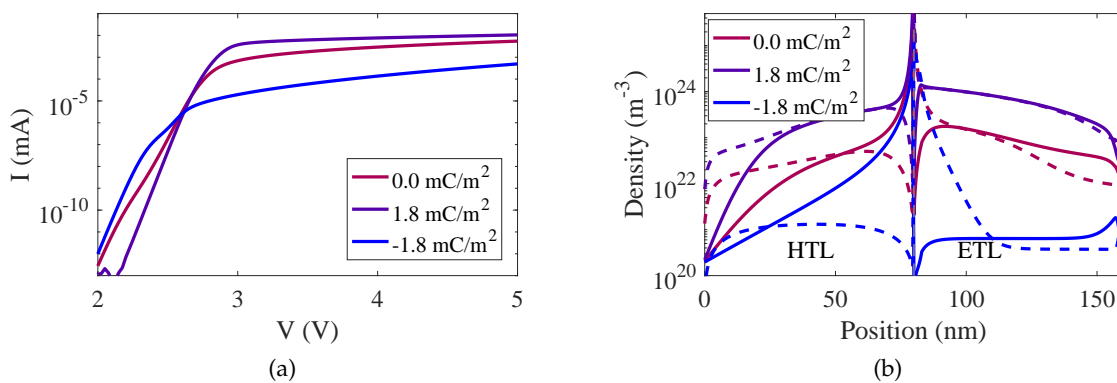 I (mA)
10^-5
10^-10
0.0 mC/m^2
1.8 mC/m^2
-1.8 mC/m^2
2 3 4 5
V (V)
(a)
Density (m^-3)
10^24
10^22
10^20
0.0 mC/m^2
1.8 mC/m^2
-1.8 mC/m^2
HTL ETL
0 50 100 150
Position (nm)
(b)